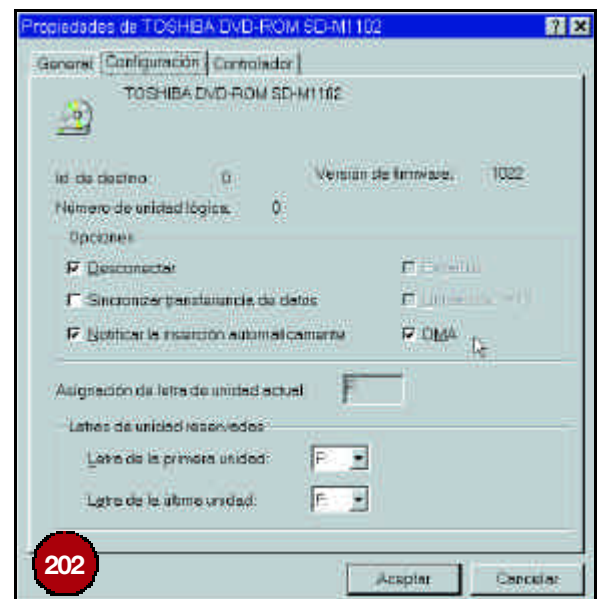 Propiedades de TOSHIBA DVD-ROM SD-M1102
General Configuración Controlador
TOSHIBA DVD-ROM SD-M1102
Id. de destino: 0 Versión de firmware: 1022
Número de unidad lógica: 0
Opciones
Desconectar
Sincronizar transferencia de datos
Notificar la inserción automáticamente DMA
Asignación de letra de unidad actual: F:
Letras de unidad reservadas
Letra de la primera unidad: F:
Letra de la última unidad: F:
202
Aceptar Cancelar